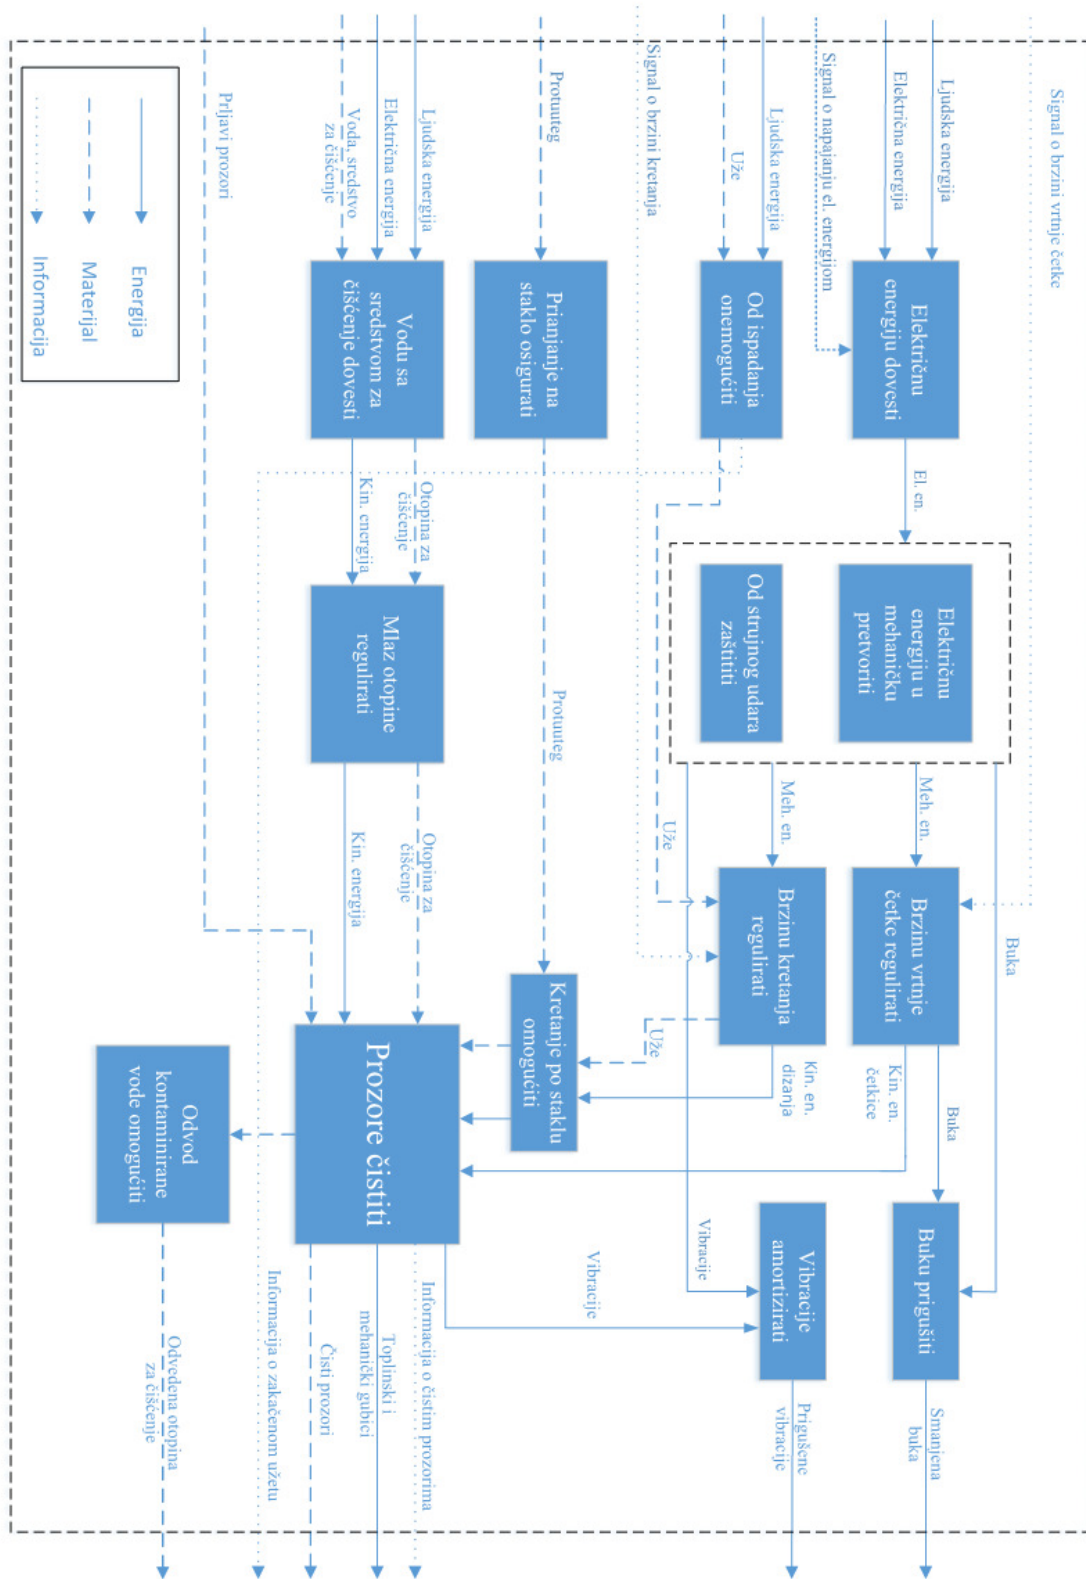 Signal o brzini vrtnje četke
Ljudska energija
Električna energija
Signal o napajanju el. energijom
Električnu
energiju dovesti
El. en.
Električnu
energiju u
mehaničku
pretvoriti
Od strujnog udara
zaštititi
Buka
Meh. en.
Meh. en.
Brzinu vrtnje
četke regulirati
Buka
Kin. en.
četkice
Buku prigušiti
Smanjena
buka
Ljudska energija
Uže
Od ispadanja
onemogućiti
Uže
Signal o brzini kretanja
Brzinu kretanja
regulirati
Kin. en.
dizanja
Uže
Vibracije
Vibracije
Vibracije
amortizirati
Prigušene
vibracije
Protuuteg
Prianjanje na
staklo osigurati
Protuuteg
Kretanje po staklu
omogućiti
Ljudska energija
Električna energija
Voda, sredstvo
za čišćenje
Vodu sa
sredstvom za
čišćenje dovesti
Otopina za
čišćenje
Kin. energija
Mlaz otopine
regulirati
Otopina za
čišćenje
Kin. energija
Prozore čistiti
Informacija o čistim prozorima
Toplinski i
mehanički gubici
Čisti prozori
Informacija o zakačenom užetu
Prljavi prozori
Odvod
kontaminirane
vode omogućiti
Odvedena otopina
za čišćenje
Energija
Materijal
Informacija